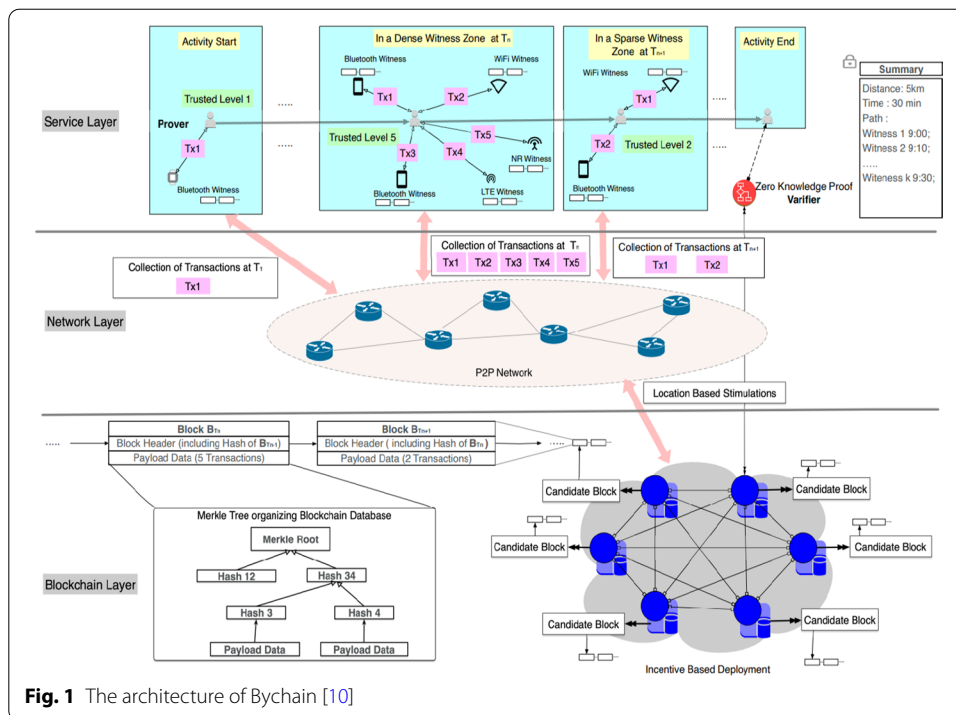 Activity Start
In a Dense Witness Zone at Tn
In a Sparse Witness
Zone at Tn+1
Activity End
Summary
Distance: 5km
Time : 30 min
Path :
Witness 1 9:00;
Witness 2 9:10;
.....
Witeness k 9:30;
Service Layer
Trusted Level 1
Prover
Tx1
Bluetooth Witness
.....
.....
Bluetooth Witness
WiFi Witness
Tx1
Tx2
Trusted Level 5
Tx3
Tx4
Tx5
NR Witness
LTE Witness
Bluetooth Witness
WiFi Witness
Tx1
Tx2
Trusted Level 2
Bluetooth Witness
.....
.....
Zero Knowledge Proof
Varifier
Collection of Transactions at T1
Tx1
Collection of Transactions at Tn
Tx1 Tx2 Tx3 Tx4 Tx5
Collection of Transactions at Tn+1
Tx1 Tx2
Network Layer
P2P Network
Location Based Stimulations
.....
Block BTn
Block Header (including Hash of BTn-1)
Payload Data (5 Transactions)
Block BTn+1
Block Header ( including Hash of BTn )
Payload Data (2 Transactions)
.....
Blockchain Layer
Merkle Tree organizing Blockchain Database
Merkle Root
Hash 12
Hash 34
Hash 3
Hash 4
Payload Data
Payload Data
Candidate Block
Candidate Block
Candidate Block
Candidate Block
Candidate Block
Candidate Block
Incentive Based Deployment
Fig. 1 The architecture of Bychain [10]